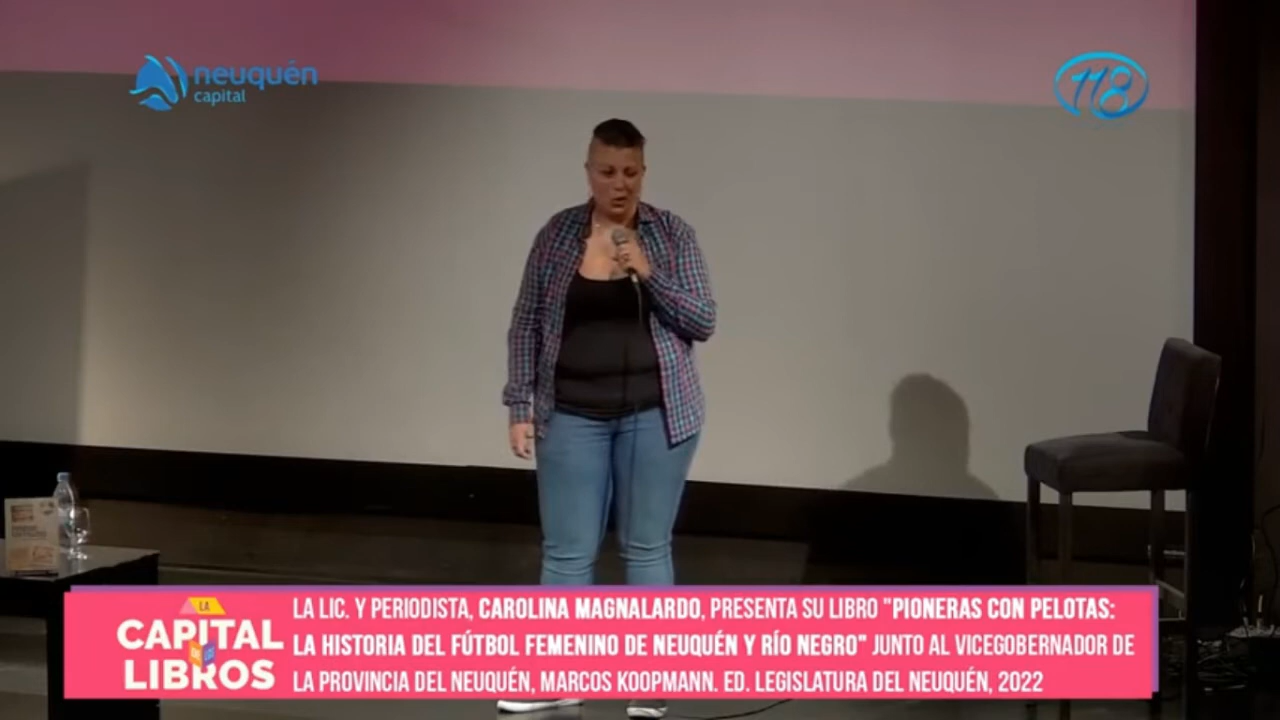 neuquén
capital
118
LA
CAPITAL
DE LOS
LIBROS
LA LIC. Y PERIODISTA, CAROLINA MAGNALARDO, PRESENTA SU LIBRO "PIONERAS CON PELOTAS:
LA HISTORIA DEL FÚTBOL FEMENINO DE NEUQUÉN Y RÍO NEGRO" JUNTO AL VICEGOBERNADOR DE
LA PROVINCIA DEL NEUQUÉN, MARCOS KOOPMANN. ED. LEGISLATURA DEL NEUQUÉN, 2022